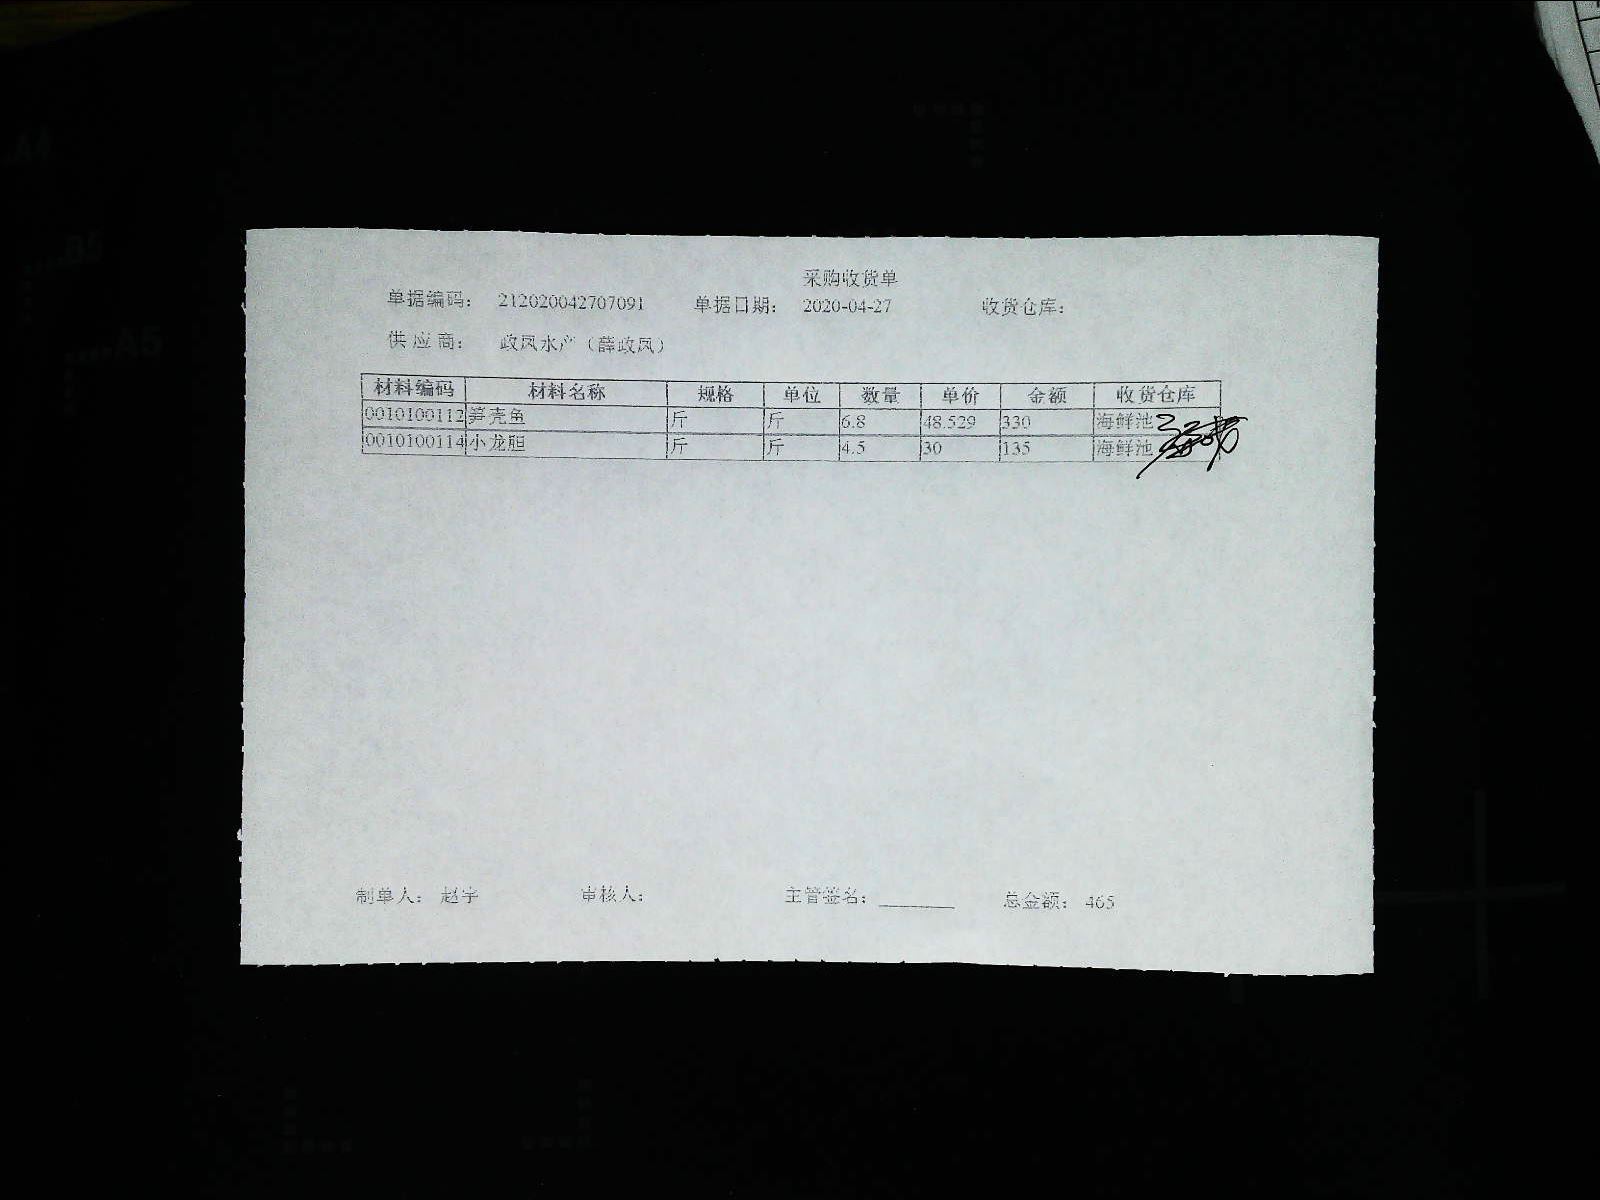 采购收货单
单据编码： 212020042707091 单据日期： 2020-04-27 收货仓库：
供应商： 政凤水产（薛政凤）
材料编码 材料名称 规格 单位 数量 单价 金额 收货仓库
0010100112 笋壳鱼 斤 斤 6.8 48.529 330 海鲜池
0010100114 小龙胆 斤 斤 4.5 30 135 海鲜池
制单人： 赵宇 审核人： 主管签名：________ 总金额： 465